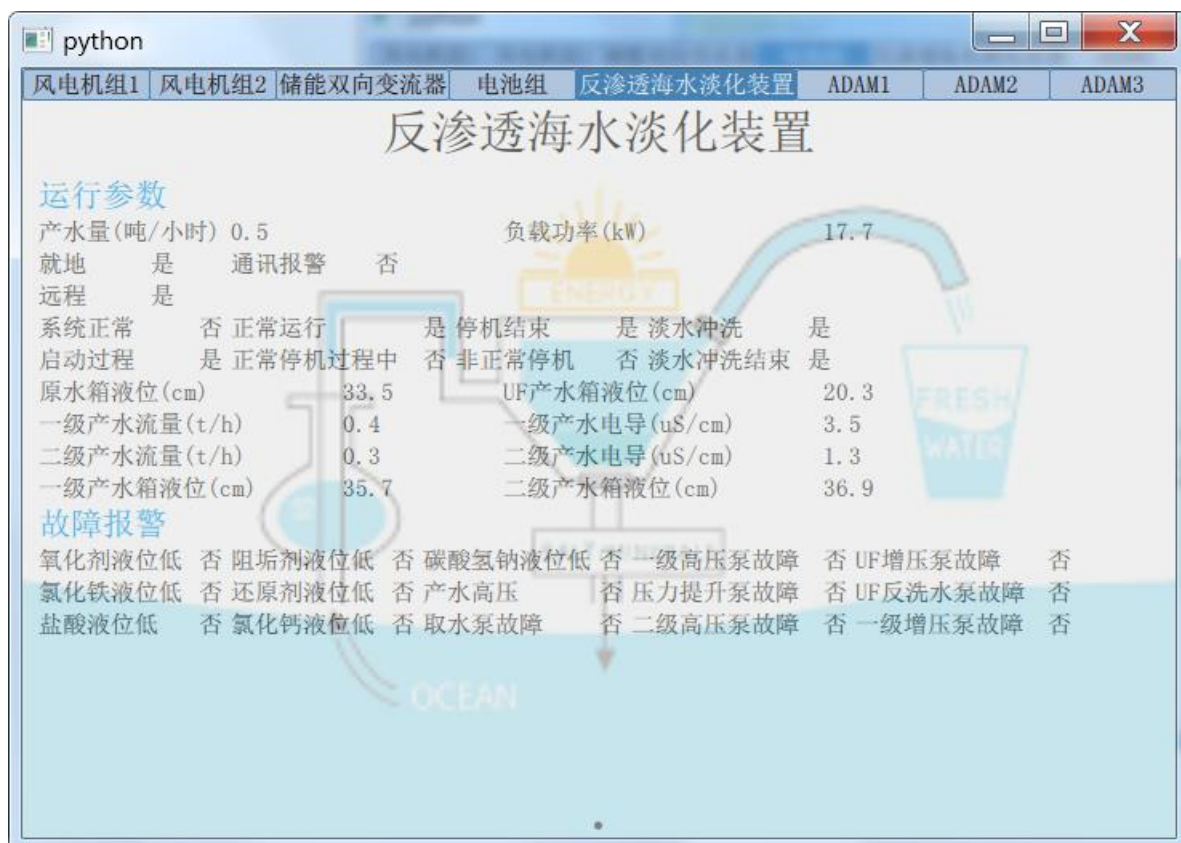 python
风电机组1 风电机组2 储能双向变流器 电池组 反渗透海水淡化装置 ADAM1 ADAM2 ADAM3
反渗透海水淡化装置
运行参数
产水量(吨/小时) 0.5 负载功率(kW) 17.7
就地 是 通讯报警 否
远程 是
ENERGY
系统正常 否 正常运行 是 停机结束 是 淡水冲洗 是
启动过程 是 正常停机过程中 否 非正常停机 否 淡水冲洗结束 是
原水箱液位(cm) 33.5 UF产水箱液位(cm) 20.3
FRESH
一级产水流量(t/h) 0.4 一级产水电导(uS/cm) 3.5
WATER
二级产水流量(t/h) 0.3 二级产水电导(uS/cm) 1.3
一级产水箱液位(cm) 35.7 二级产水箱液位(cm) 36.9
故障报警
氧化剂液位低 否 阻垢剂液位低 否 碳酸氢钠液位低 否 一级高压泵故障 否 UF增压泵故障 否
氯化铁液位低 否 还原剂液位低 否 产水高压 否 压力提升泵故障 否 UF反洗水泵故障 否
盐酸液位低 否 氯化钙液位低 否 取水泵故障 否 二级高压泵故障 否 一级增压泵故障 否
OCEAN